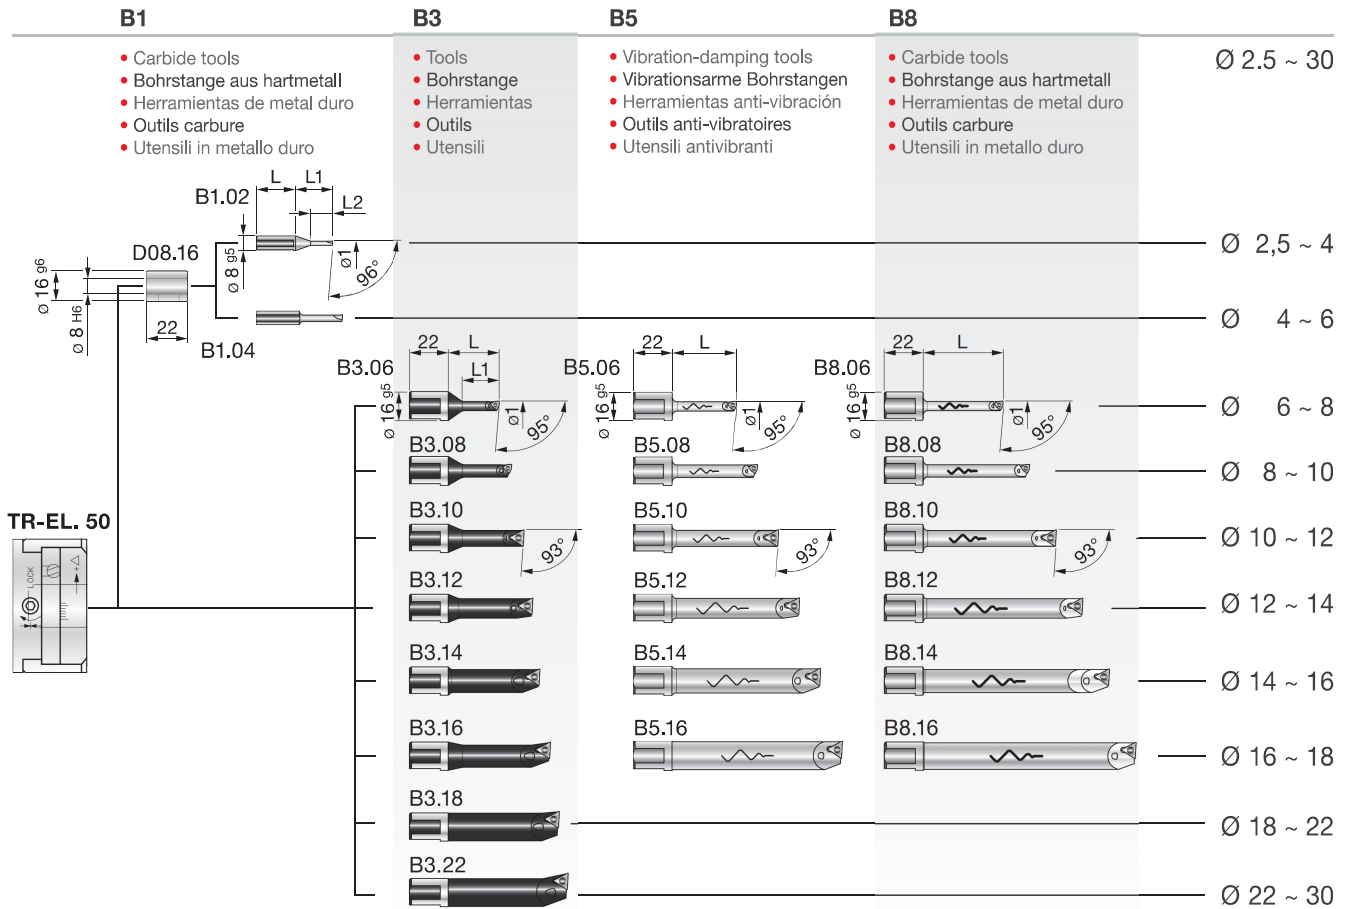 B1 B3 B5 B8
• Carbide tools
• Bohrstange aus hartmetall
• Herramientas de metal duro
• Outils carbure
• Utensili in metallo duro
• Tools
• Bohrstange
• Herramientas
• Outils
• Utensili
• Vibration-damping tools
• Vibrationsarme Bohrstangen
• Herramientas anti-vibración
• Outils anti-vibratoires
• Utensili antivibranti
• Carbide tools
• Bohrstange aus hartmetall
• Herramientas de metal duro
• Outils carbure
• Utensili in metallo duro
Ø 2.5 ~ 30
B1.02
L L1
L2
Ø 8 g5
Ø1
96°
Ø 2,5 ~ 4
D08.16
Ø 16 g6
Ø 8 H6
22
B1.04
Ø 4 ~ 6
B3.06
22 L
L1
Ø 16 g5
Ø1
95°
B5.06
22 L
Ø 16 g5
Ø1
95°
B8.06
22 L
Ø 16 g5
Ø1
95°
Ø 6 ~ 8
B3.08 B5.08 B8.08
Ø 8 ~ 10
B3.10 B5.10 B8.10
93° 93° 93°
Ø 10 ~ 12
TR-EL. 50
LOCK
+
B3.12 B5.12 B8.12
Ø 12 ~ 14
B3.14 B5.14 B8.14
Ø 14 ~ 16
B3.16 B5.16 B8.16
Ø 16 ~ 18
B3.18
Ø 18 ~ 22
B3.22
Ø 22 ~ 30